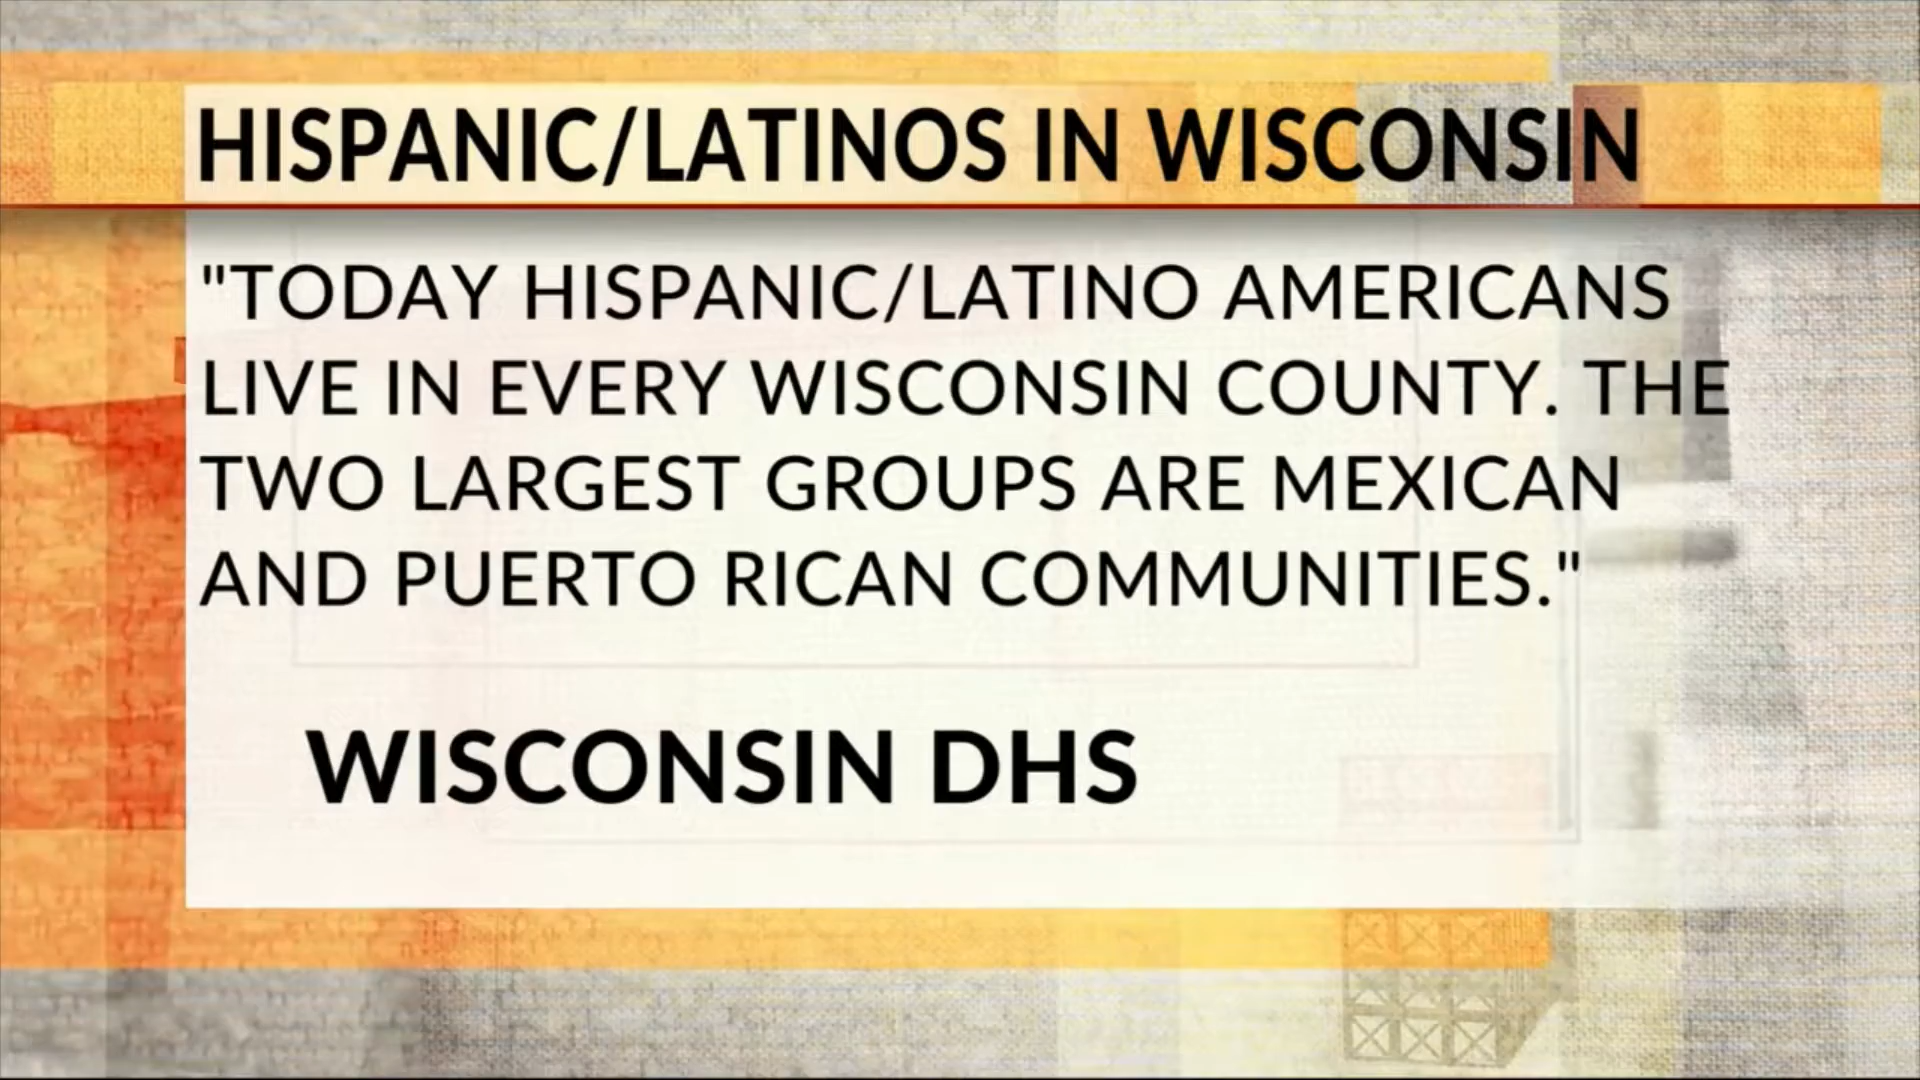 HISPANIC/LATINOS IN WISCONSIN
"TODAY HISPANIC/LATINO AMERICANS
LIVE IN EVERY WISCONSIN COUNTY. THE
TWO LARGEST GROUPS ARE MEXICAN
AND PUERTO RICAN COMMUNITIES."
WISCONSIN DHS